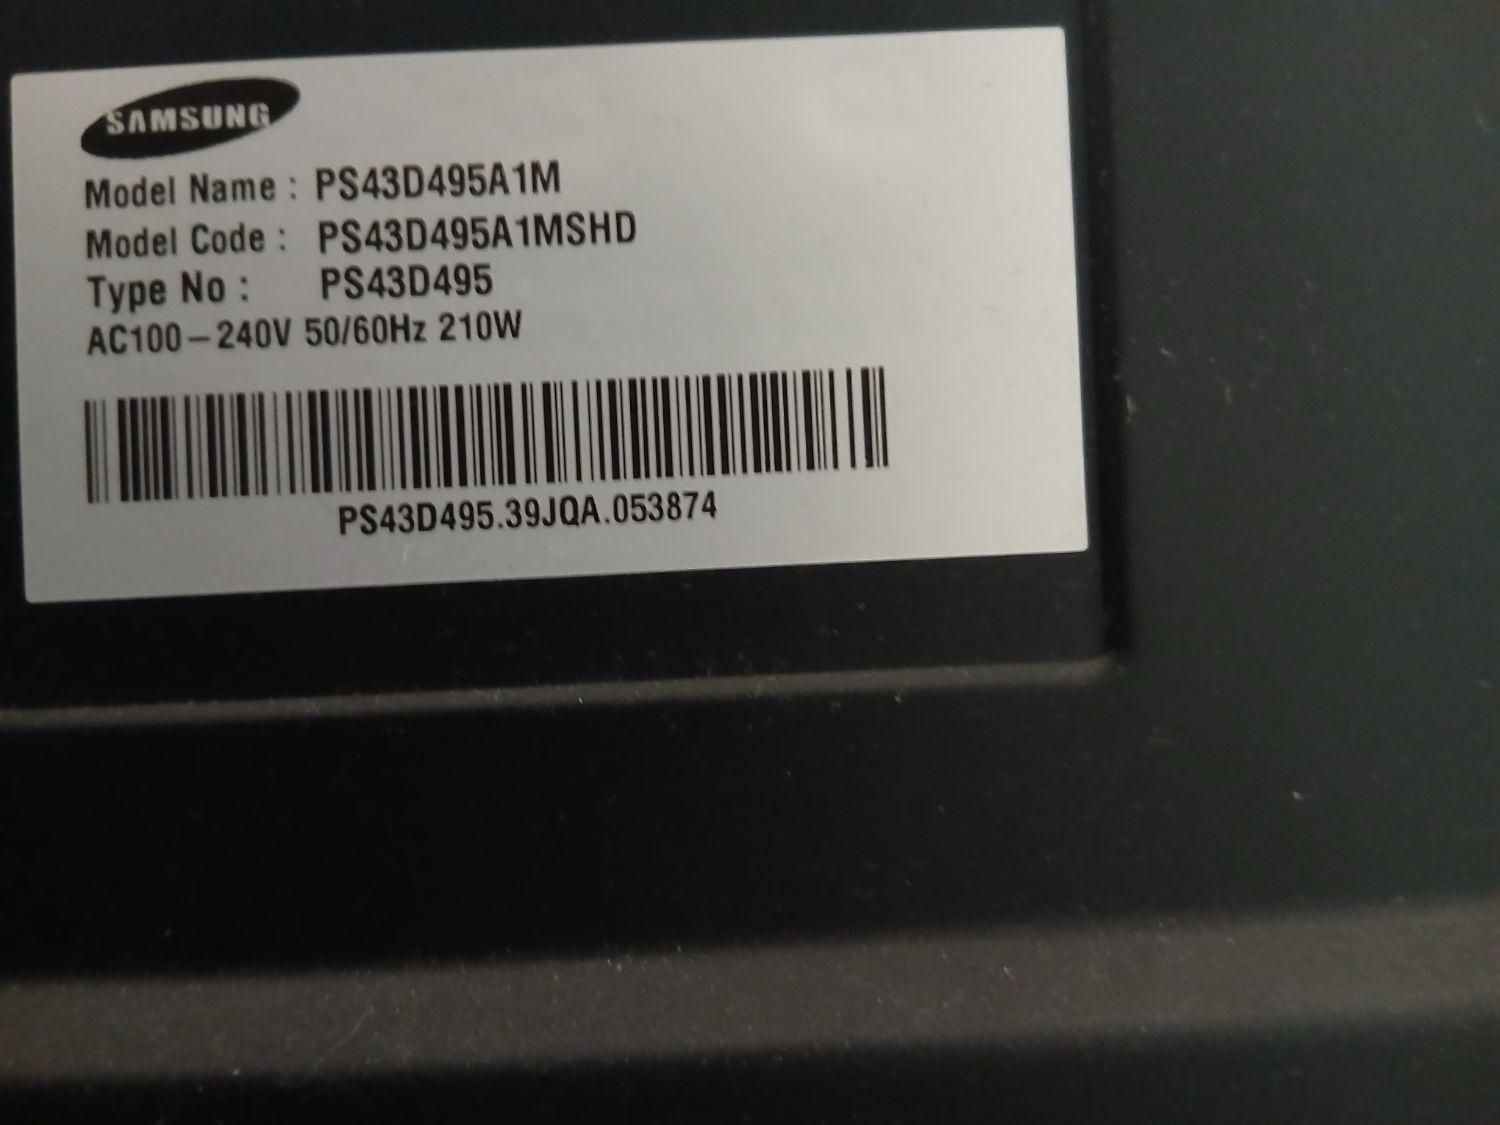 SAMSUNG
Model Name : PS43D495A1M
Model Code : PS43D495A1MSHD
Type No : PS43D495
AC100–240V 50/60Hz 210W
PS43D495.39JQA.053874